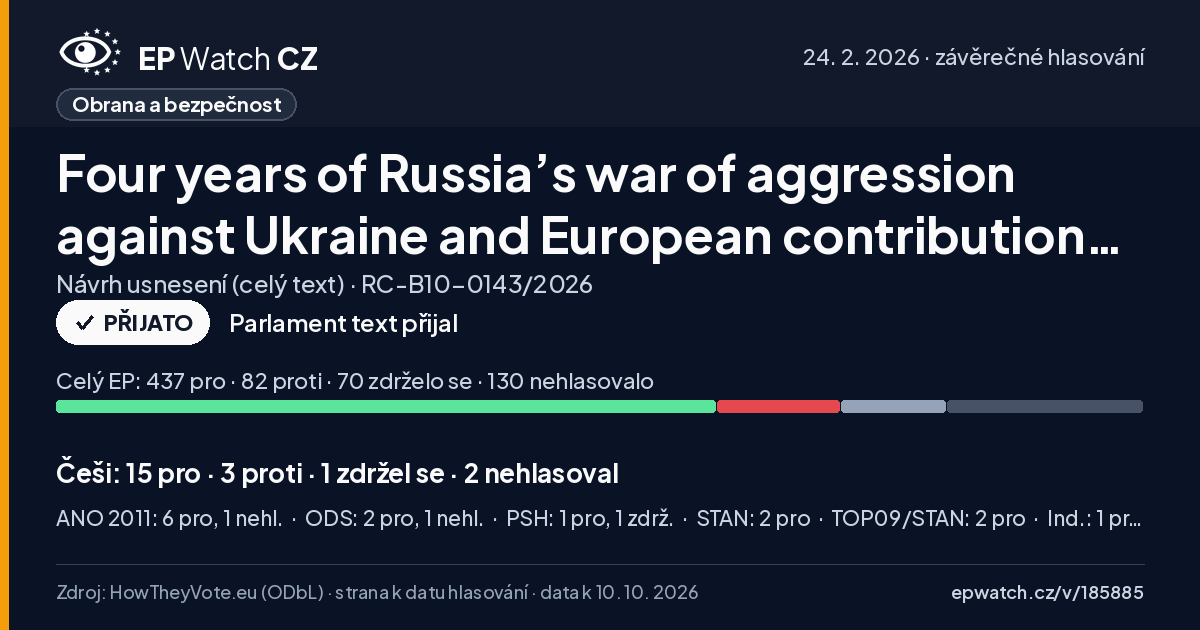 EP Watch CZ
24. 2. 2026 · závěrečné hlasování
Obrana a bezpečnost
Four years of Russia’s war of aggression
against Ukraine and European contribution…
Návrh usnesení (celý text) · RC-B10-0143/2026
✓ PŘIJATO Parlament text přijal
Celý EP: 437 pro · 82 proti · 70 zdrželo se · 130 nehlasovalo
Češi: 15 pro · 3 proti · 1 zdržel se · 2 nehlasoval
ANO 2011: 6 pro, 1 nehl. · ODS: 2 pro, 1 nehl. · PSH: 1 pro, 1 zdrž. · STAN: 2 pro · TOP09/STAN: 2 pro · Ind.: 1 pr…
Zdroj: HowTheyVote.eu (ODbL) · strana k datu hlasování · data k 10. 10. 2026
epwatch.cz/v/185885